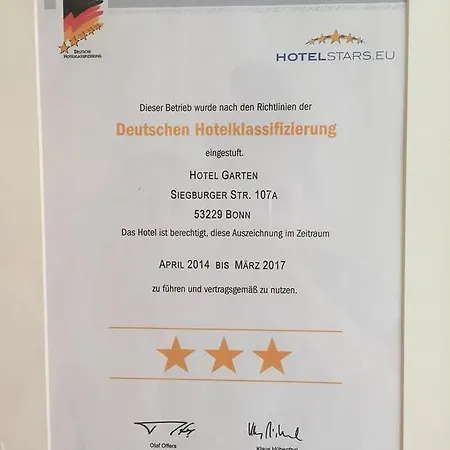 DEUTSCHE
HOTELKLASSIFIZIERUNG
HOTELSTARS.EU
Dieser Betrieb wurde nach den Richtlinien der
Deutschen Hotelklassifizierung
eingestuft.
HOTEL GARTEN
SIEGBURGER STR. 107A
53229 BONN
Das Hotel ist berechtigt, diese Auszeichnung im Zeitraum
APRIL 2014 BIS MÄRZ 2017
zu führen und vertragsgemäß zu nutzen.
Olaf Offers
Klaus Hübenthal